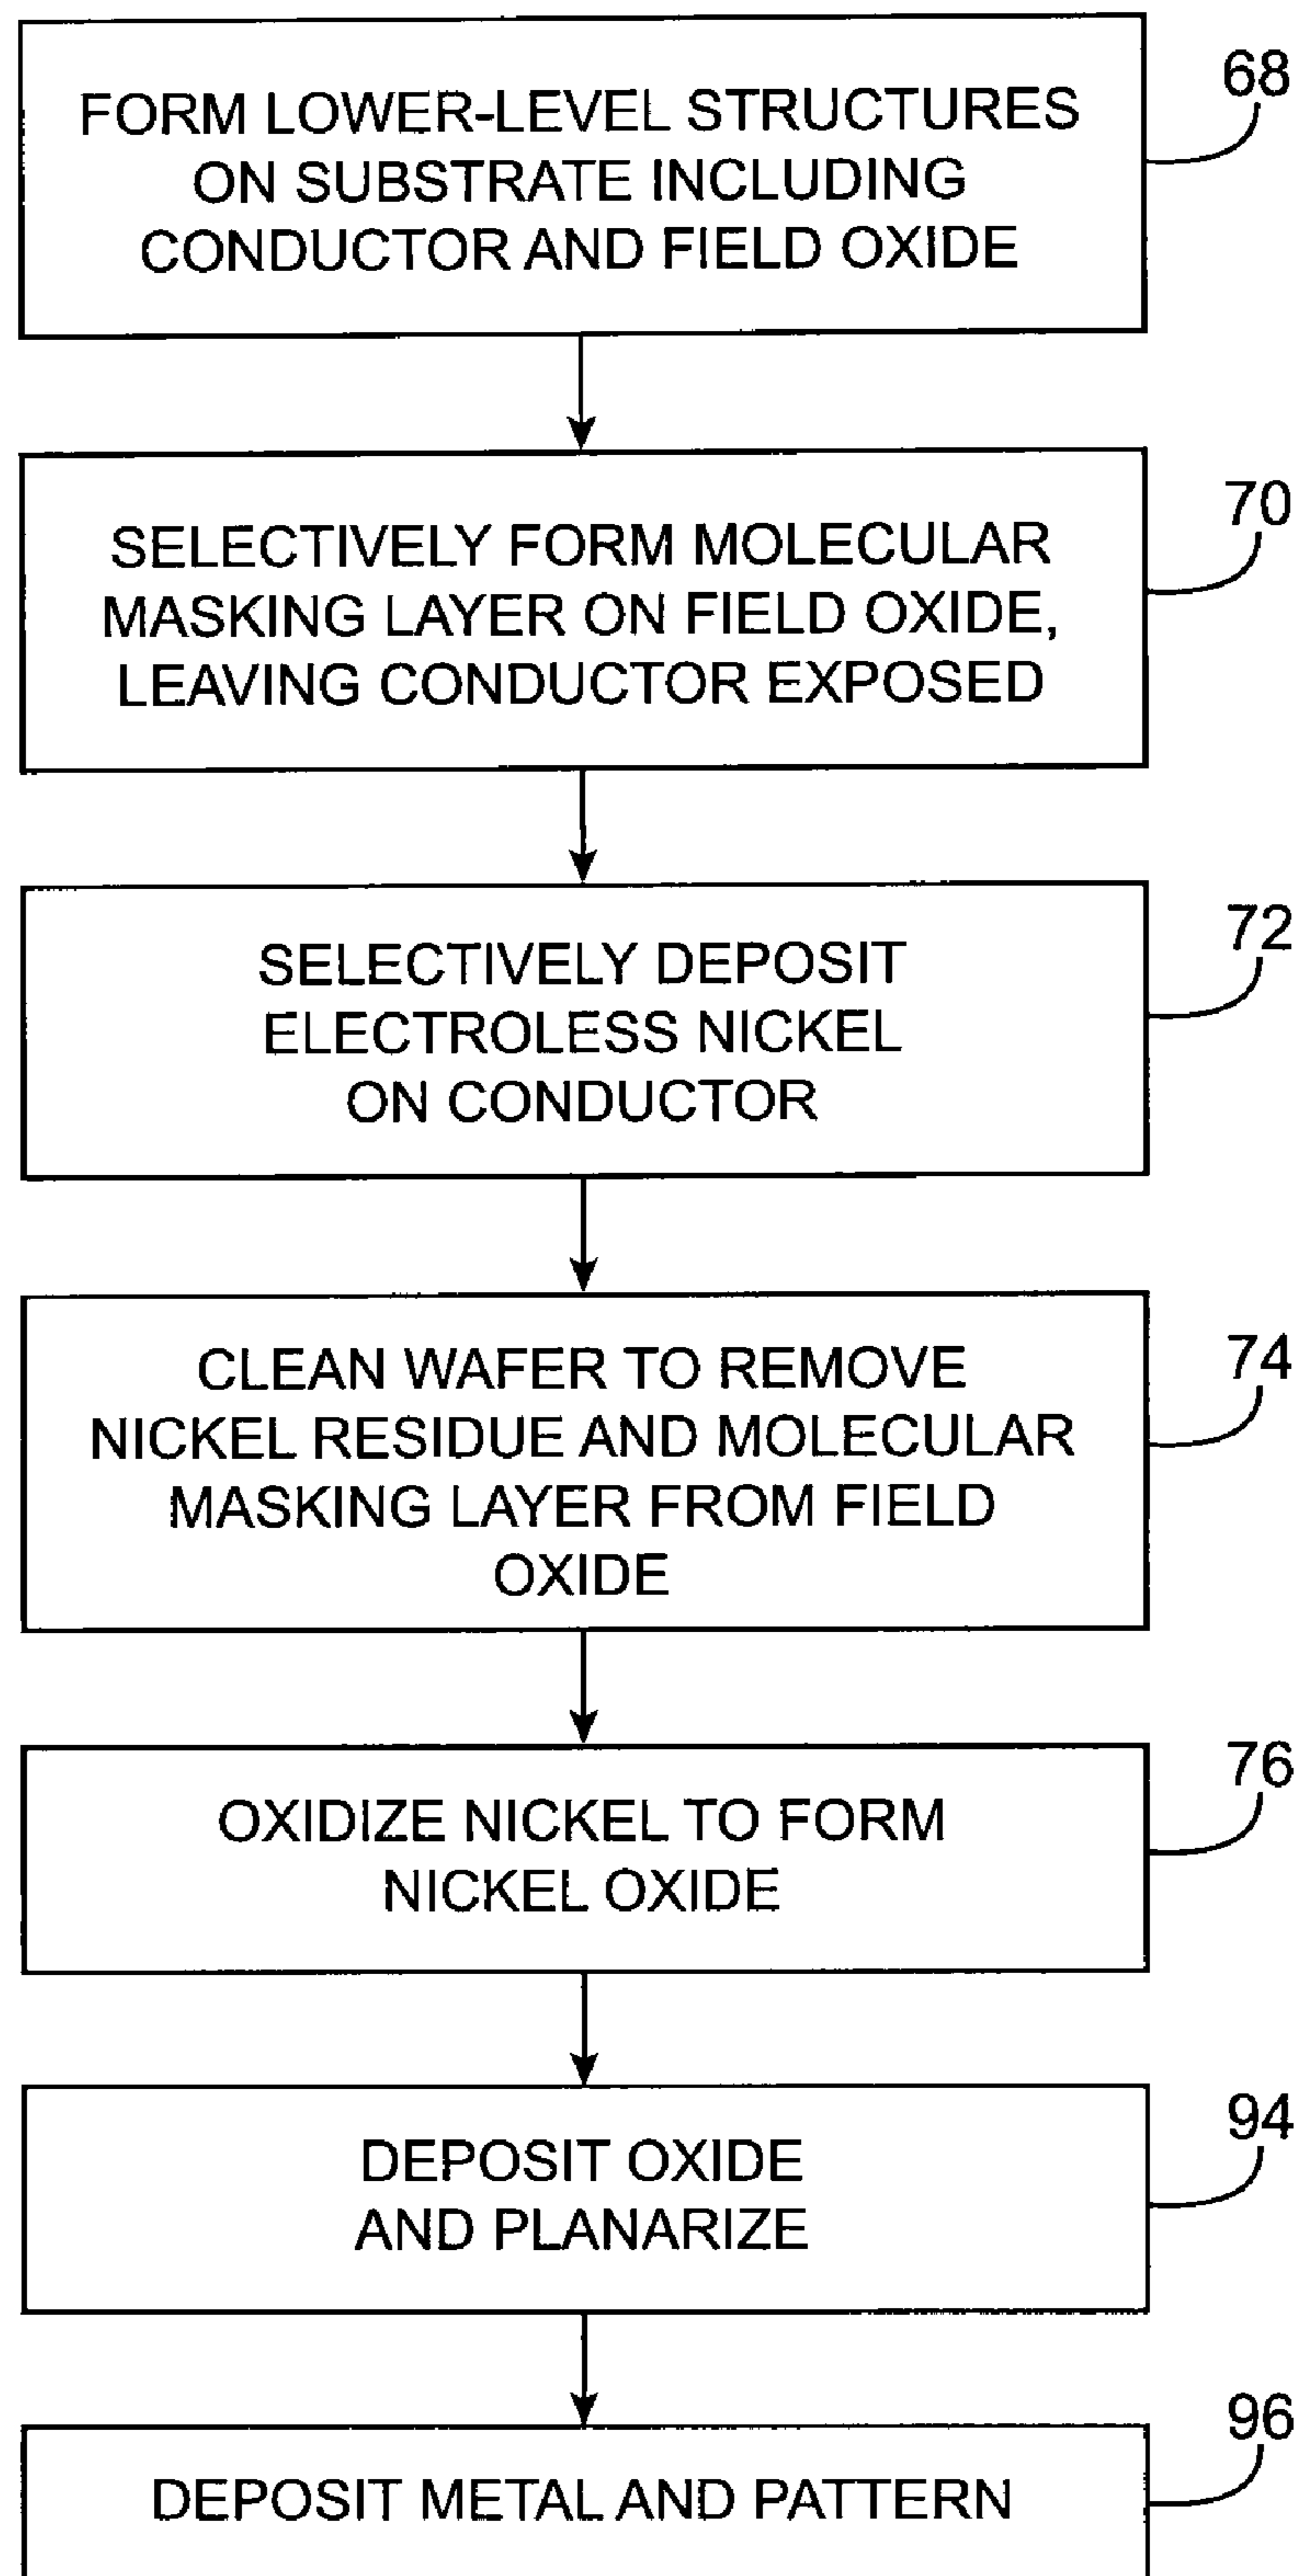 FORM LOWER-LEVEL STRUCTURES
ON SUBSTRATE INCLUDING
CONDUCTOR AND FIELD OXIDE
68
SELECTIVELY FORM MOLECULAR
MASKING LAYER ON FIELD OXIDE,
LEAVING CONDUCTOR EXPOSED
70
SELECTIVELY DEPOSIT
ELECTROLESS NICKEL
ON CONDUCTOR
72
CLEAN WAFER TO REMOVE
NICKEL RESIDUE AND MOLECULAR
MASKING LAYER FROM FIELD
OXIDE
74
OXIDIZE NICKEL TO FORM
NICKEL OXIDE
76
DEPOSIT OXIDE
AND PLANARIZE
94
DEPOSIT METAL AND PATTERN
96